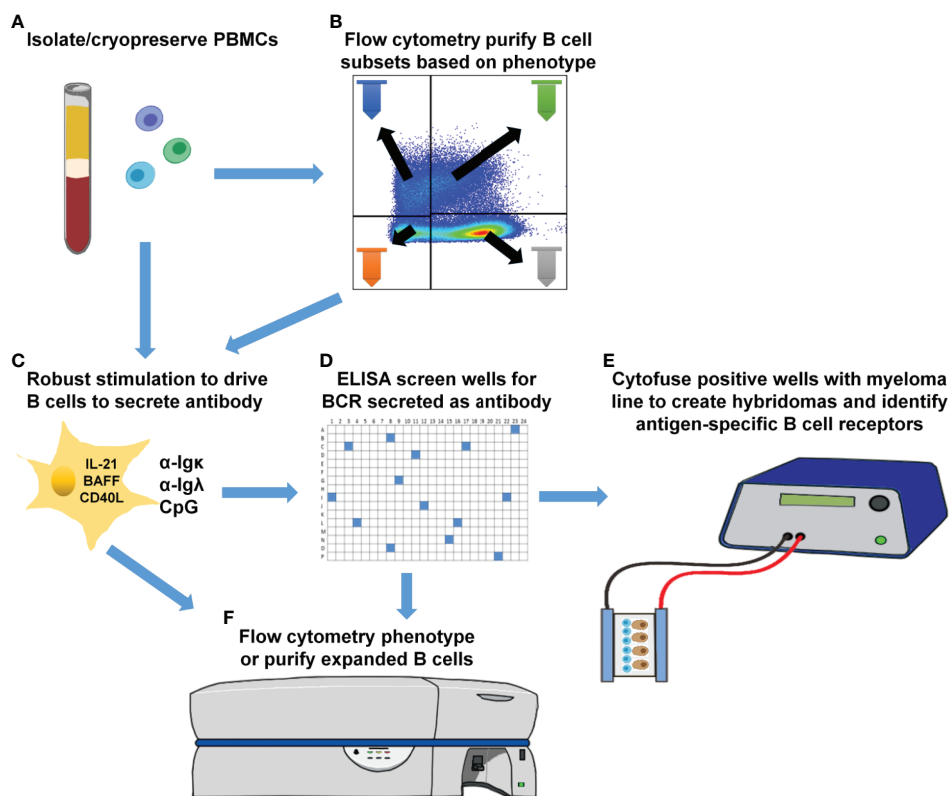 A
Isolate/cryopreserve PBMCs
B
Flow cytometry purify B cell
subsets based on phenotype
C
Robust stimulation to drive
B cells to secrete antibody
IL-21
BAFF
CD40L
α-Igκ
α-Igλ
CpG
D
ELISA screen wells for
BCR secreted as antibody
1 2 3 4 5 6 7 8 9 10 11 12 13 14 15 16 17 18 19 20 21 22 23 24
A
B
C
D
E
F
G
H
I
J
K
L
M
N
O
P
E
Cytofuse positive wells with myeloma
line to create hybridomas and identify
antigen-specific B cell receptors
F
Flow cytometry phenotype
or purify expanded B cells